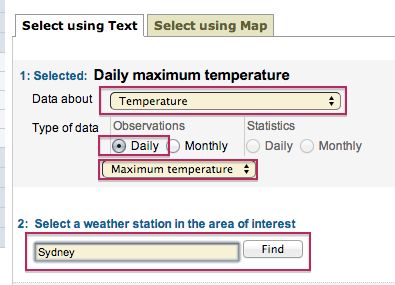 Select using Text Select using Map
1: Selected: Daily maximum temperature
Data about Temperature
Type of data Observations Statistics
Daily Monthly Daily Monthly
Maximum temperature
2: Select a weather station in the area of interest
Sydney Find